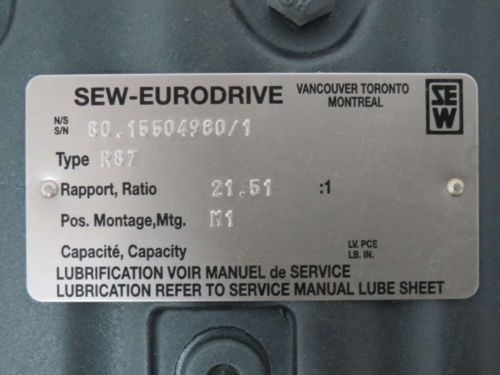 SEW-EURODRIVE
VANCOUVER TORONTO
MONTREAL
SEW
N/S
S/N
80.15504980/1
Type R87
Rapport, Ratio 21.51 :1
Pos. Montage,Mtg. M1
Capacité, Capacity
LV. PCE
LB. IN.
LUBRIFICATION VOIR MANUEL de SERVICE
LUBRICATION REFER TO SERVICE MANUAL LUBE SHEET